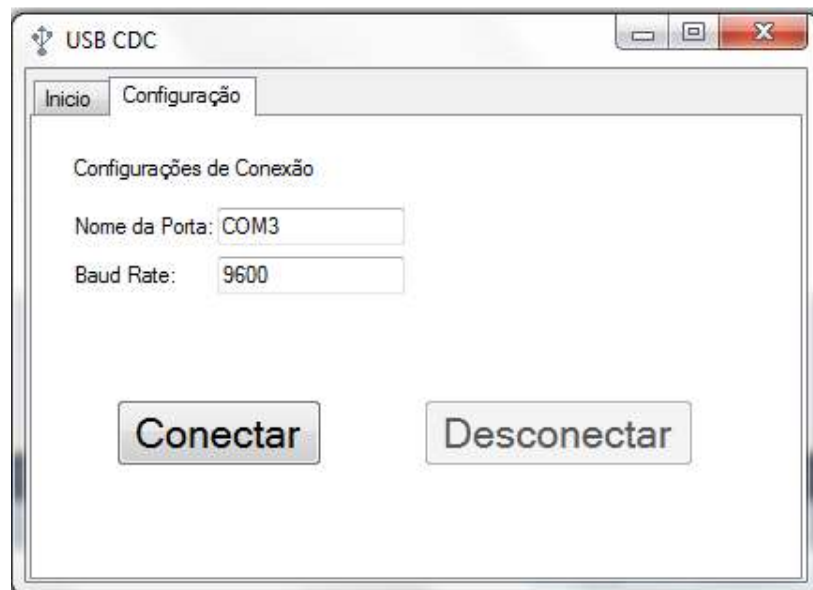 USB CDC
Inicio Configuração
Configurações de Conexão
Nome da Porta: COM3
Baud Rate: 9600
Conectar Desconectar